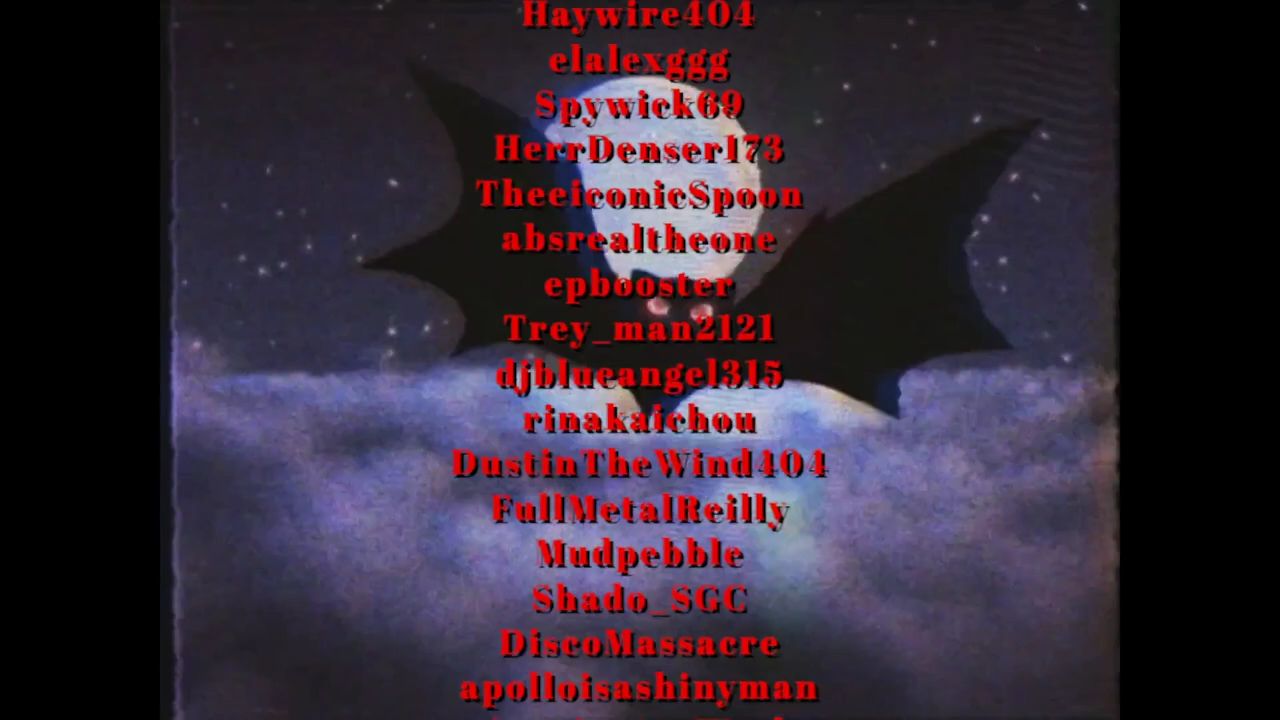 Haywire404
elalexggg
Spywick69
HerrDenser173
TheeiconicSpoon
absrealtheone
epbooster
Trey_man2121
djblueangel315
rinakaichou
DustinTheWind404
FullMetalReilly
Mudpebble
Shado_SGC
DiscoMassacre
apolloisashinyman